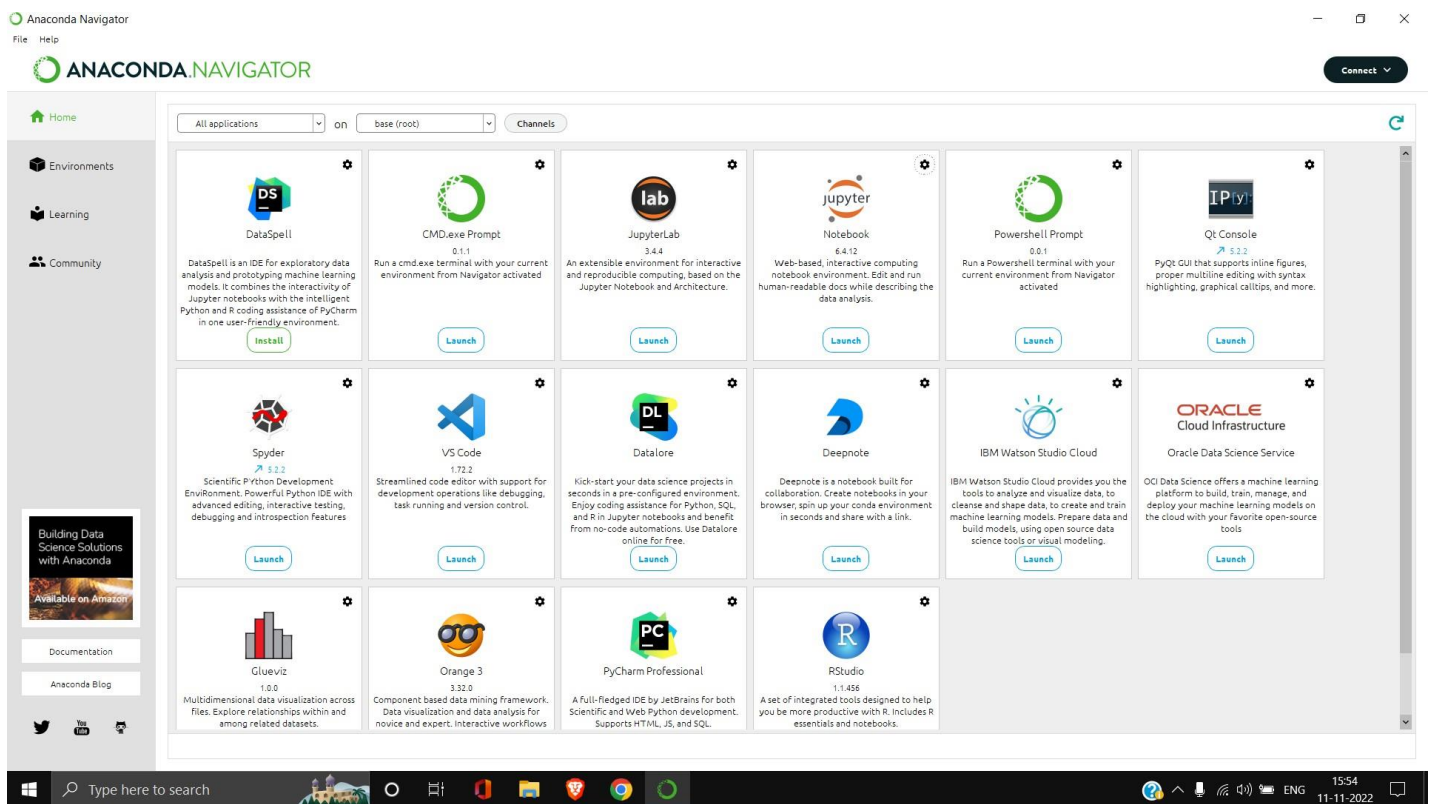 Anaconda Navigator
File Help
ANACONDA.NAVIGATOR
Connect
Home
Environments
Learning
Community
Building Data
Science Solutions
with Anaconda
Available on Amazon
Documentation
Anaconda Blog
You
Tube
All applications on base (root) Channels
DS
DataSpell
DataSpell is an IDE for exploratory data
analysis and prototyping machine learning
models. It combines the interactivity of
Jupyter notebooks with the intelligent
Python and R coding assistance of PyCharm
in one user-friendly environment.
Install
CMD.exe Prompt
0.1.1
Run a cmd.exe terminal with your current
environment from Navigator activated
Launch
lab
JupyterLab
3.4.4
An extensible environment for interactive
and reproducible computing, based on the
Jupyter Notebook and Architecture.
Launch
jupyter
Notebook
6.4.12
Web-based, interactive computing
notebook environment. Edit and run
human-readable docs while describing the
data analysis.
Launch
Powershell Prompt
0.0.1
Run a Powershell terminal with your
current environment from Navigator
activated
Launch
IP[y]:
Qt Console
5.2.2
PyQt GUI that supports inline figures,
proper multiline editing with syntax
highlighting, graphical calltips, and more.
Launch
Spyder
5.2.2
Scientific PYthon Development
EnviRonment. Powerful Python IDE with
advanced editing, interactive testing,
debugging and introspection features
Launch
VS Code
1.72.2
Streamlined code editor with support for
development operations like debugging,
task running and version control.
Launch
DL
Datalore
Kick-start your data science projects in
seconds in a pre-configured environment.
Enjoy coding assistance for Python, SQL,
and R in Jupyter notebooks and benefit
from no-code automations. Use Datalore
online for free.
Launch
Deepnote
Deepnote is a notebook built for
collaboration. Create notebooks in your
browser, spin up your conda environment
in seconds and share with a link.
Launch
IBM Watson Studio Cloud
IBM Watson Studio Cloud provides you the
tools to analyze and visualize data, to
cleanse and shape data, to create and train
machine learning models. Prepare data and
build models, using open source data
science tools or visual modeling.
Launch
ORACLE
Cloud Infrastructure
Oracle Data Science Service
OCI Data Science offers a machine learning
platform to build, train, manage, and
deploy your machine learning models on
the cloud with your favorite open-source
tools
Launch
Glueviz
1.0.0
Multidimensional data visualization across
files. Explore relationships within and
among related datasets.
Orange 3
3.32.0
Component based data mining framework.
Data visualization and data analysis for
novice and expert. Interactive workflows
PC
PyCharm Professional
A full-fledged IDE by JetBrains for both
Scientific and Web Python development.
Supports HTML, JS, and SQL.
R
RStudio
1.1.456
A set of integrated tools designed to help
you be more productive with R. Includes R
essentials and notebooks.
Type here to search
ENG
15:54
11-11-2022